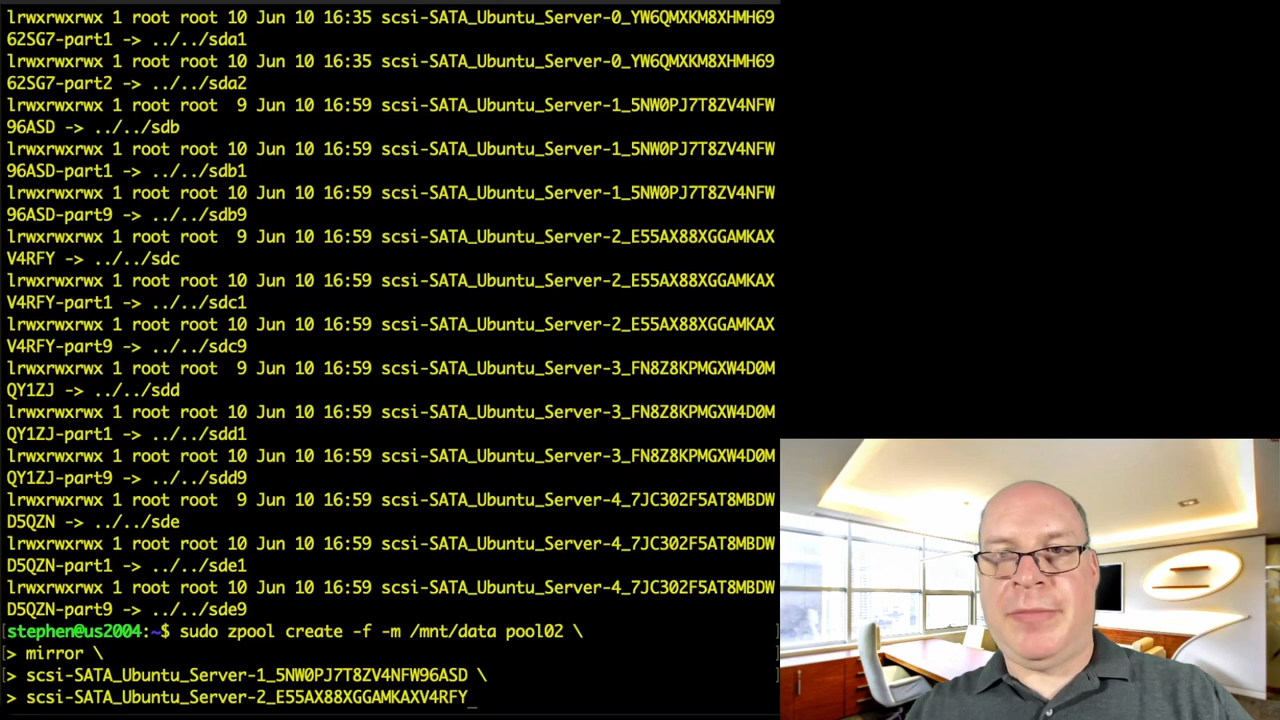 lrwxrwxrwx 1 root root 10 Jun 10 16:35 scsi-SATA_Ubuntu_Server-0_YW6QMXKM8XHMH69
62SG7-part1 -> ../../sda1
lrwxrwxrwx 1 root root 10 Jun 10 16:35 scsi-SATA_Ubuntu_Server-0_YW6QMXKM8XHMH69
62SG7-part2 -> ../../sda2
lrwxrwxrwx 1 root root  9 Jun 10 16:59 scsi-SATA_Ubuntu_Server-1_5NW0PJ7T8ZV4NFW
96ASD -> ../../sdb
lrwxrwxrwx 1 root root 10 Jun 10 16:59 scsi-SATA_Ubuntu_Server-1_5NW0PJ7T8ZV4NFW
96ASD-part1 -> ../../sdb1
lrwxrwxrwx 1 root root 10 Jun 10 16:59 scsi-SATA_Ubuntu_Server-1_5NW0PJ7T8ZV4NFW
96ASD-part9 -> ../../sdb9
lrwxrwxrwx 1 root root  9 Jun 10 16:59 scsi-SATA_Ubuntu_Server-2_E55AX88XGGAMKAX
V4RFY -> ../../sdc
lrwxrwxrwx 1 root root 10 Jun 10 16:59 scsi-SATA_Ubuntu_Server-2_E55AX88XGGAMKAX
V4RFY-part1 -> ../../sdc1
lrwxrwxrwx 1 root root 10 Jun 10 16:59 scsi-SATA_Ubuntu_Server-2_E55AX88XGGAMKAX
V4RFY-part9 -> ../../sdc9
lrwxrwxrwx 1 root root  9 Jun 10 16:59 scsi-SATA_Ubuntu_Server-3_FN8Z8KPMGXW4D0M
QY1ZJ -> ../../sdd
lrwxrwxrwx 1 root root 10 Jun 10 16:59 scsi-SATA_Ubuntu_Server-3_FN8Z8KPMGXW4D0M
QY1ZJ-part1 -> ../../sdd1
lrwxrwxrwx 1 root root 10 Jun 10 16:59 scsi-SATA_Ubuntu_Server-3_FN8Z8KPMGXW4D0M
QY1ZJ-part9 -> ../../sdd9
lrwxrwxrwx 1 root root  9 Jun 10 16:59 scsi-SATA_Ubuntu_Server-4_7JC302F5AT8MBDW
D5QZN -> ../../sde
lrwxrwxrwx 1 root root 10 Jun 10 16:59 scsi-SATA_Ubuntu_Server-4_7JC302F5AT8MBDW
D5QZN-part1 -> ../../sde1
lrwxrwxrwx 1 root root 10 Jun 10 16:59 scsi-SATA_Ubuntu_Server-4_7JC302F5AT8MBDW
D5QZN-part9 -> ../../sde9
[stephen@us2004:~$ sudo zpool create -f -m /mnt/data pool02 \ ]
[> mirror \ ]
[> scsi-SATA_Ubuntu_Server-1_5NW0PJ7T8ZV4NFW96ASD \ ]
> scsi-SATA_Ubuntu_Server-2_E55AX88XGGAMKAXV4RFY_